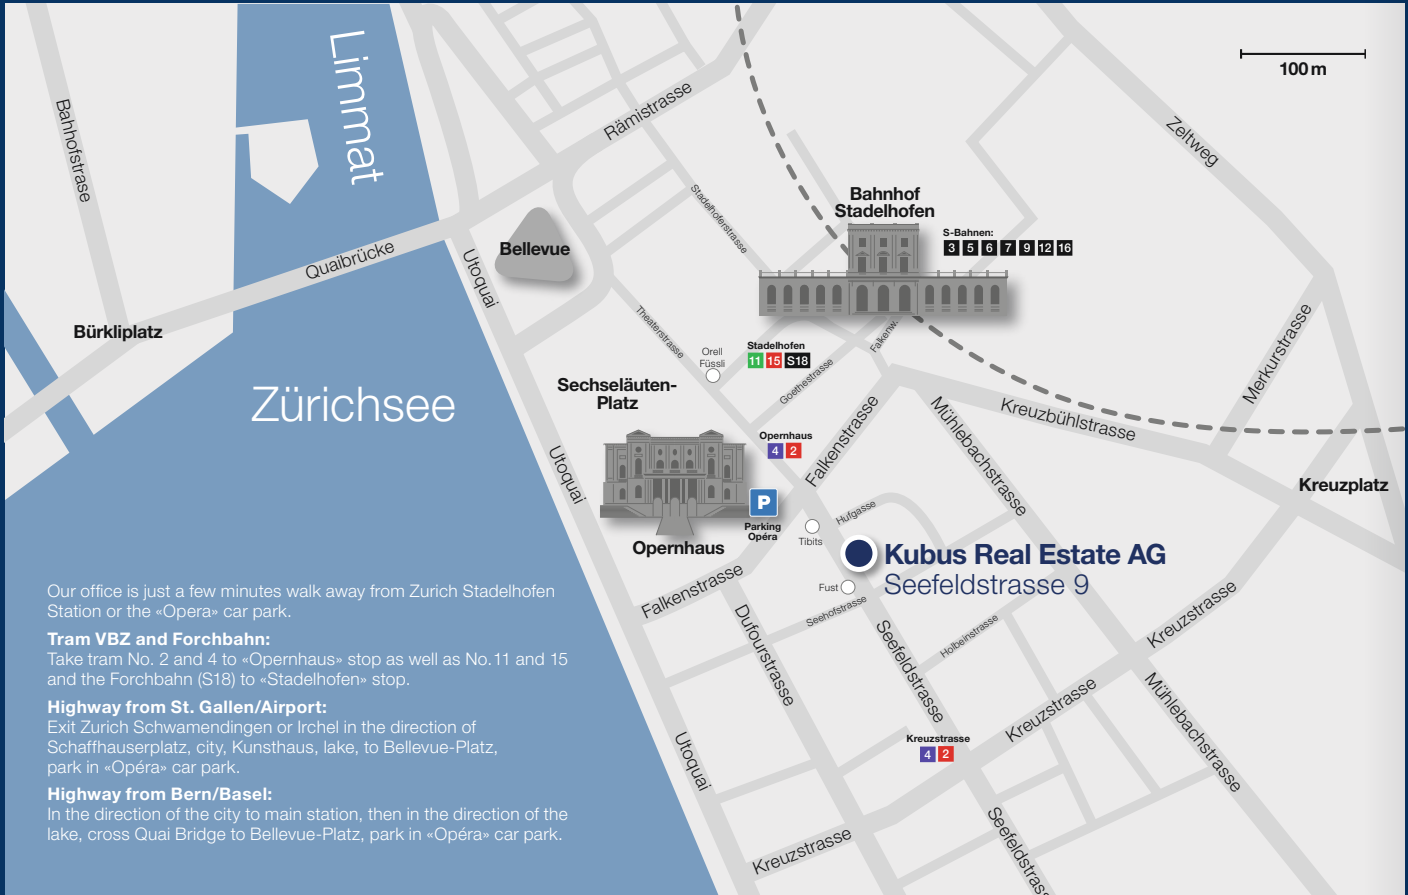 Limmat
100 m
Bahhofstrase
Rämistrasse
Zeltweg
Stadelhoferstrasse
Bahnhof
Stadelhofen
S-Bahnen:
3 5 6 7 9 12 16
Quaibrücke
Utoquai
Bellevue
Bürkliplatz
Theaterstrasse
Orell
Füssli
Stadelhofen
11 15 S18
Falkenw.
Goethestrasse
Merkurstrasse
Zürichsee
Sechseläuten-
Platz
Kreuzbühlstrasse
Mühlebachstrasse
Falkenstrasse
Opernhaus
4 2
Utoquai
Kreuzplatz
P
Parking
Opéra
Hufgasse
Tibits
Opernhaus
Kubus Real Estate AG
Seefeldstrasse 9
Fust
Falkenstrasse
Seehofstrasse
Dufourstrasse
Seefeldstrasse
Holbeinstrasse
Kreuzstrasse
Kreuzstrasse
Mühlebachstrasse
Kreuzstrasse
4 2
Utoquai
Kreuzstrasse
Seefeldstrasse
Our office is just a few minutes walk away from Zurich Stadelhofen
Station or the «Opera» car park.
Tram VBZ and Forchbahn:
Take tram No. 2 and 4 to «Opernhaus» stop as well as No.11 and 15
and the Forchbahn (S18) to «Stadelhofen» stop.
Highway from St. Gallen/Airport:
Exit Zurich Schwamendingen or Irchel in the direction of
Schaffhauserplatz, city, Kunsthaus, lake, to Bellevue-Platz,
park in «Opéra» car park.
Highway from Bern/Basel:
In the direction of the city to main station, then in the direction of the
lake, cross Quai Bridge to Bellevue-Platz, park in «Opéra» car park.